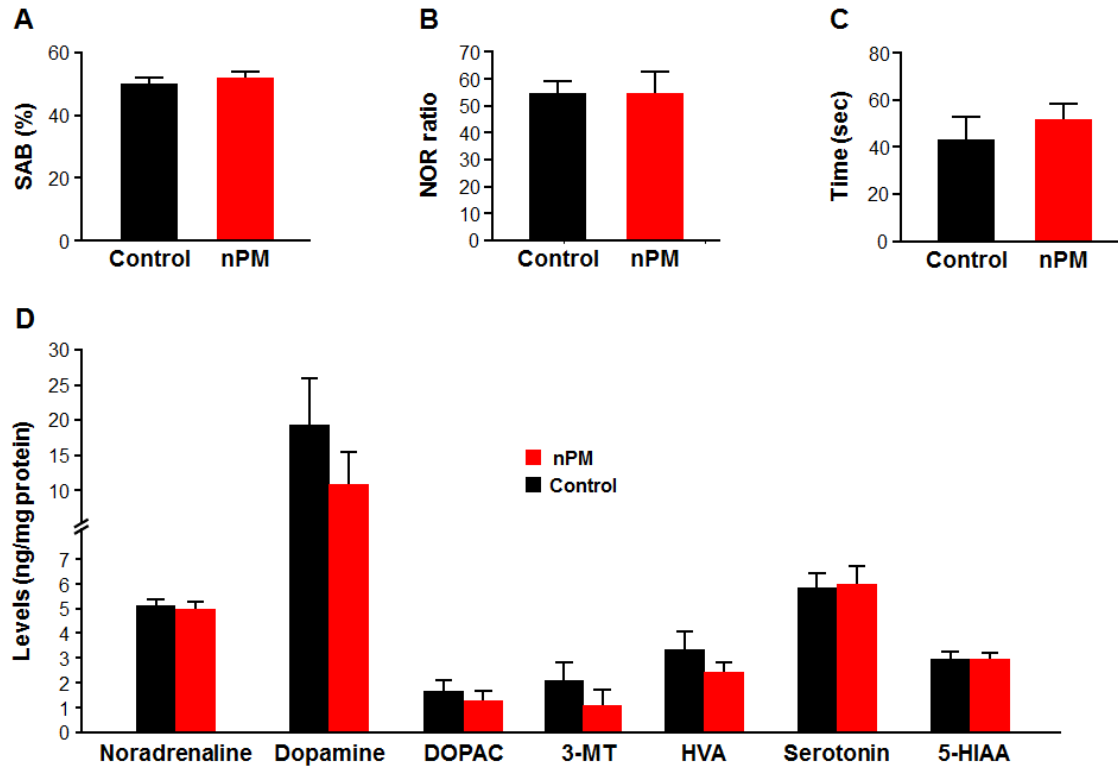 A
SAB (%)
60
40
20
0
Control nPM
B
NOR ratio
70
60
50
40
30
20
10
0
Control nPM
C
Time (sec)
80
60
40
20
0
Control nPM
D
Levels (ng/mg protein)
30
25
20
15
10
7
6
5
4
3
2
1
0
nPM
Control
Noradrenaline Dopamine DOPAC 3-MT HVA Serotonin 5-HIAA